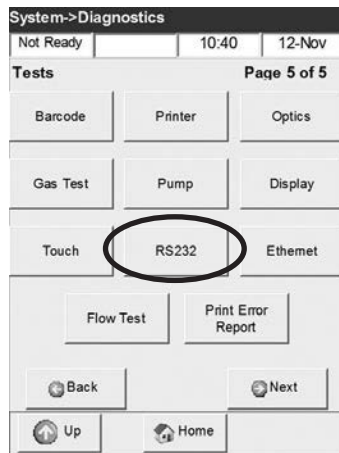 System->Diagnostics
Not Ready 10:40 12-Nov
Tests Page 5 of 5
Barcode Printer Optics
Gas Test Pump Display
Touch RS232 Ethernet
Flow Test Print Error
Report
Back Next
Up Home